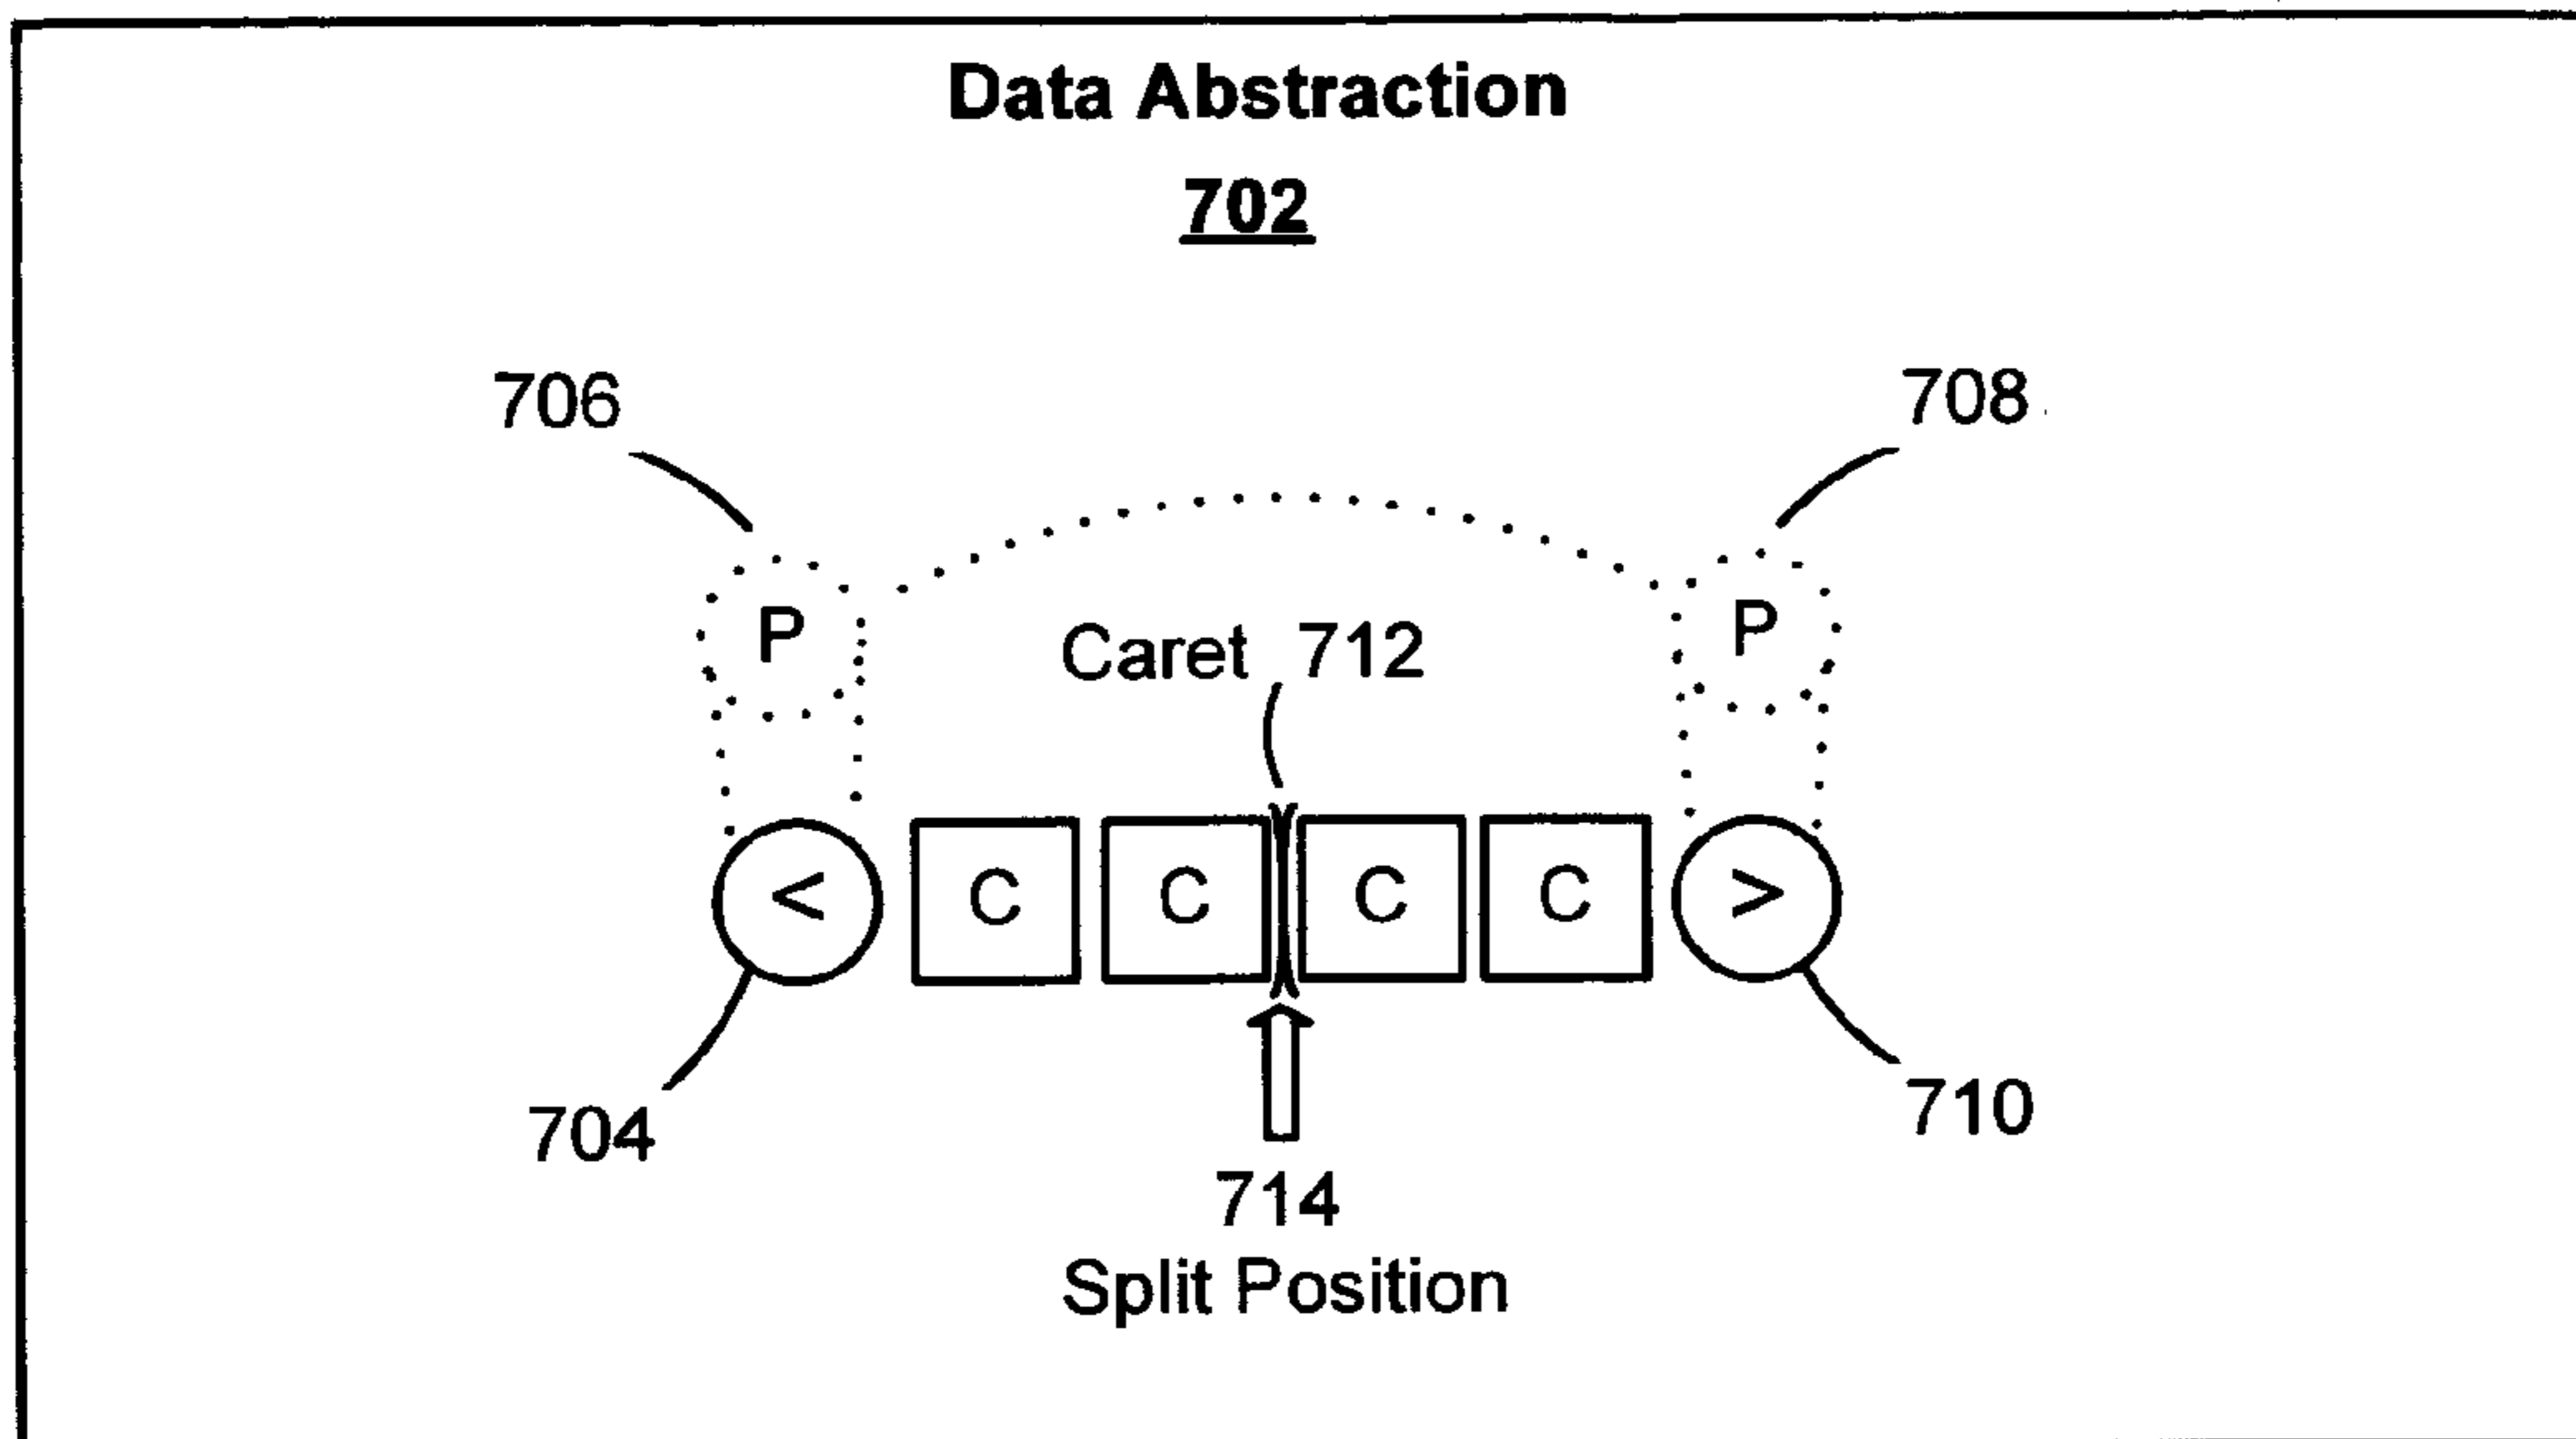 Data Abstraction
702
706
708
P
P
Caret 712
< C C C C >
704
710
714
Split Position